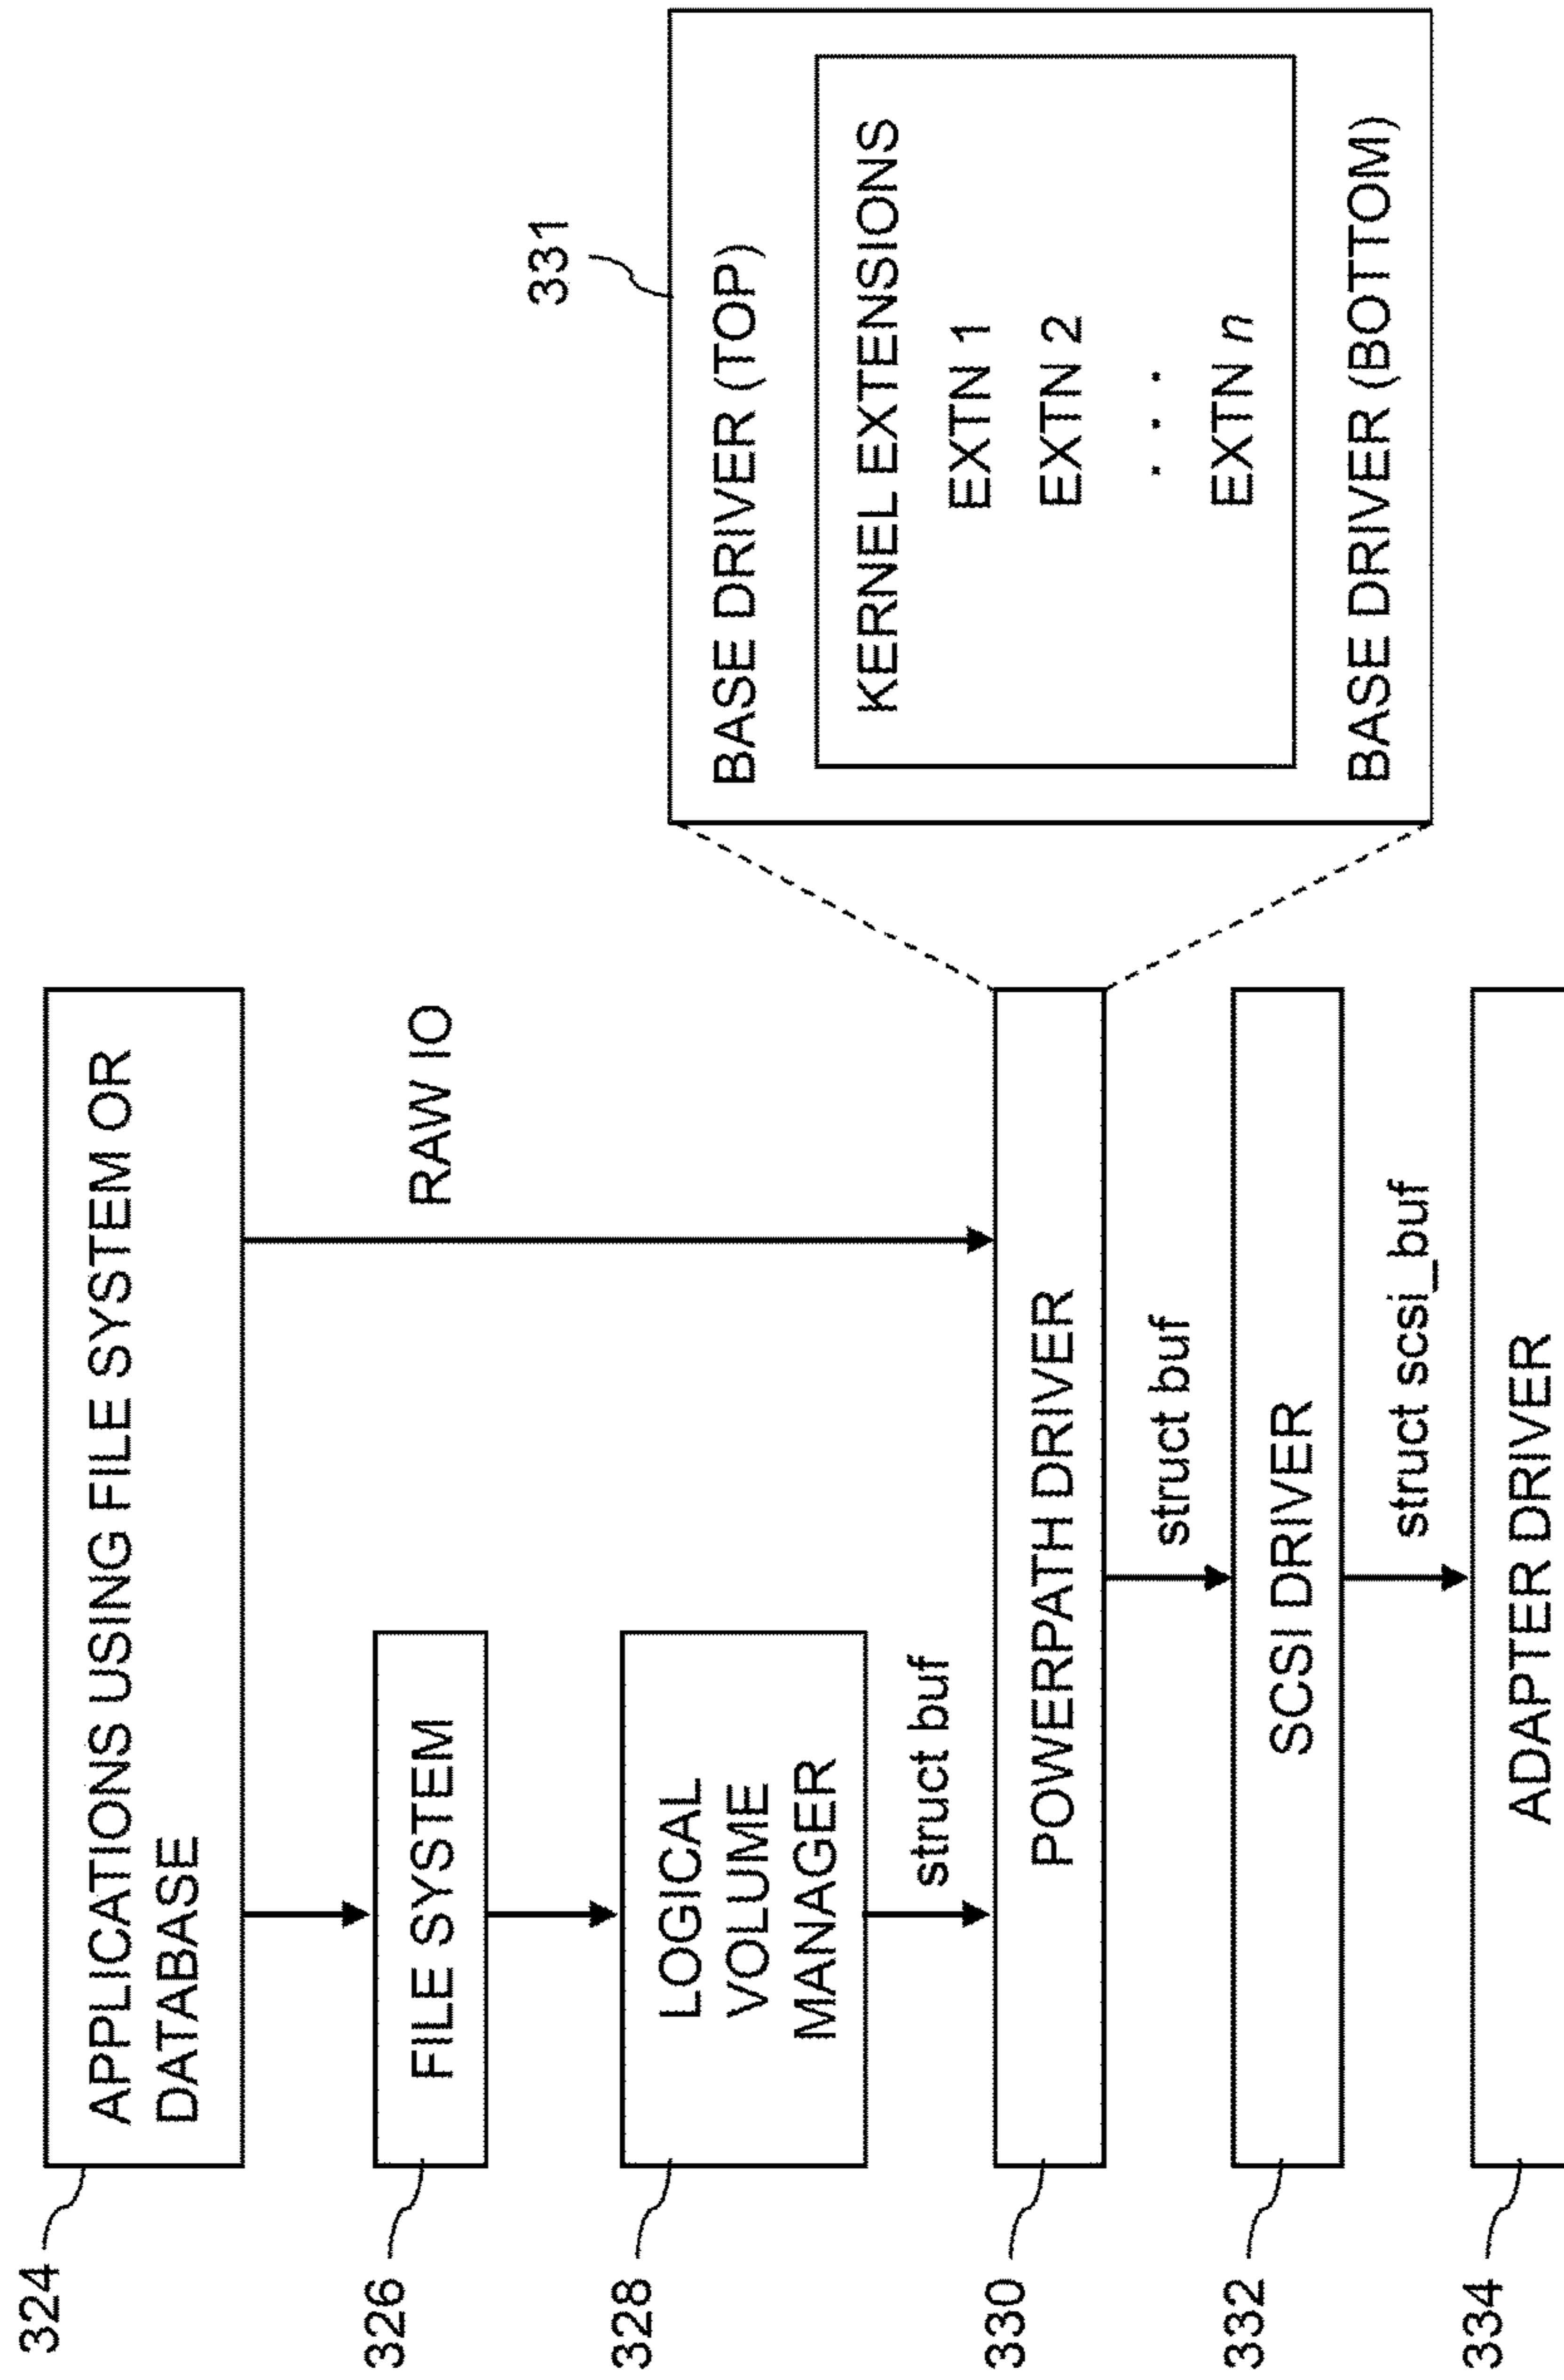 324
APPLICATIONS USING FILE SYSTEM OR
DATABASE
326
FILE SYSTEM
RAW IO
328
LOGICAL
VOLUME
MANAGER
struct buf
330
POWERPATH DRIVER
struct buf
332
SCSI DRIVER
struct scsi_buf
334
ADAPTER DRIVER
331
BASE DRIVER (TOP)
KERNEL EXTENSIONS
EXTN 1
EXTN 2
. . .
EXTN n
BASE DRIVER (BOTTOM)